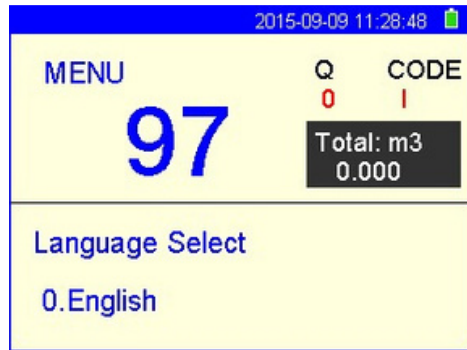 2015-09-09 11:28:48
MENU
97
Q CODE
0 I
Total: m3
0.000
Language Select
0.English